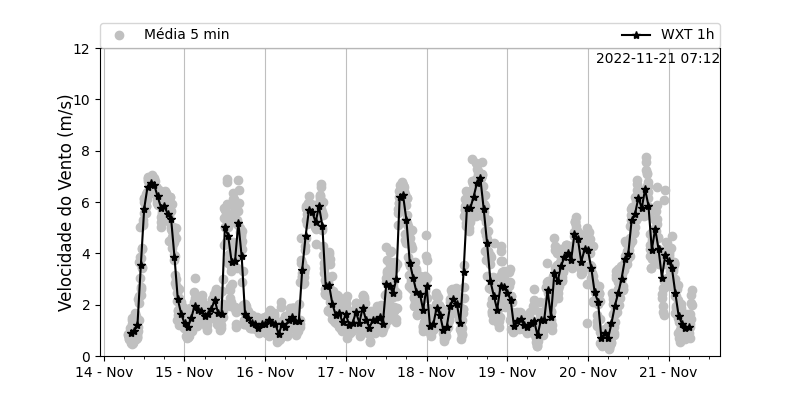 Média 5 min
WXT 1h
2022-11-21 07:12
Velocidade do Vento (m/s)
12
10
8
6
4
2
0
14 - Nov
15 - Nov
16 - Nov
17 - Nov
18 - Nov
19 - Nov
20 - Nov
21 - Nov